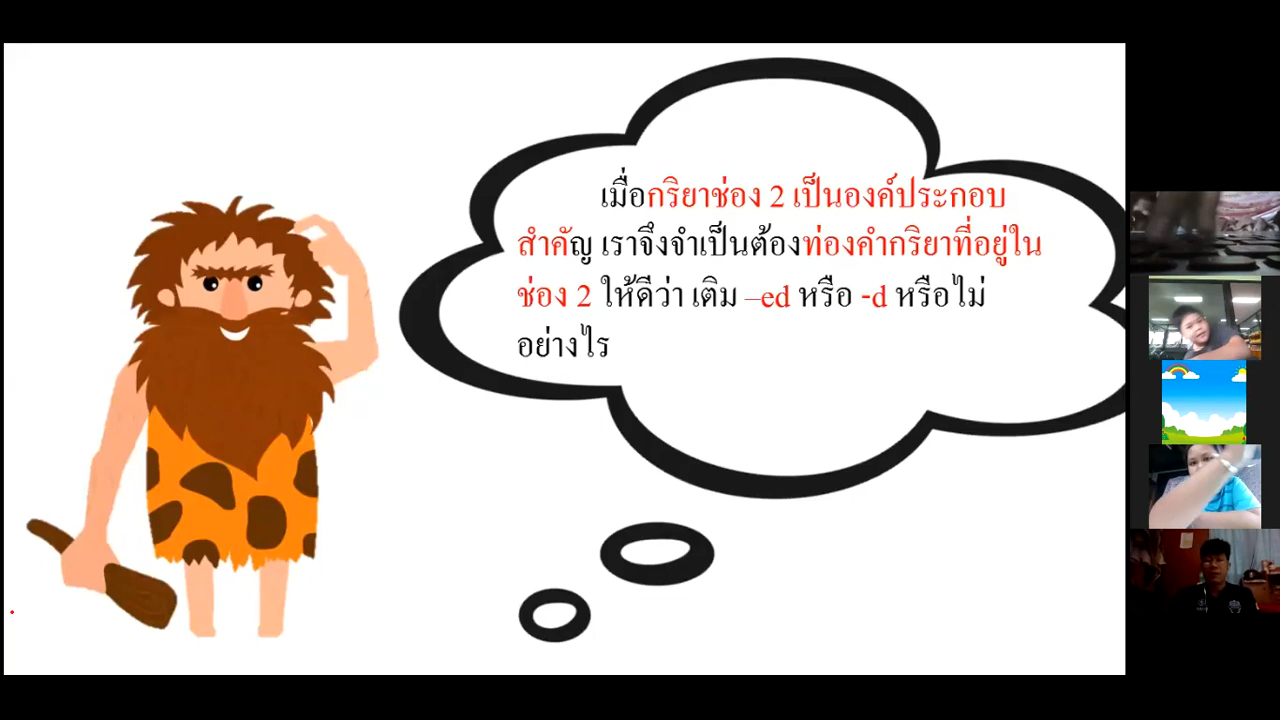 เมื่อกริยาช่อง 2 เป็นองค์ประกอบ
สำคัญ เราจึงจำเป็นต้องท่องคำกริยาที่อยู่ใน
ช่อง 2 ให้ดีว่า เติม –ed หรือ -d หรือไม่
อย่างไร